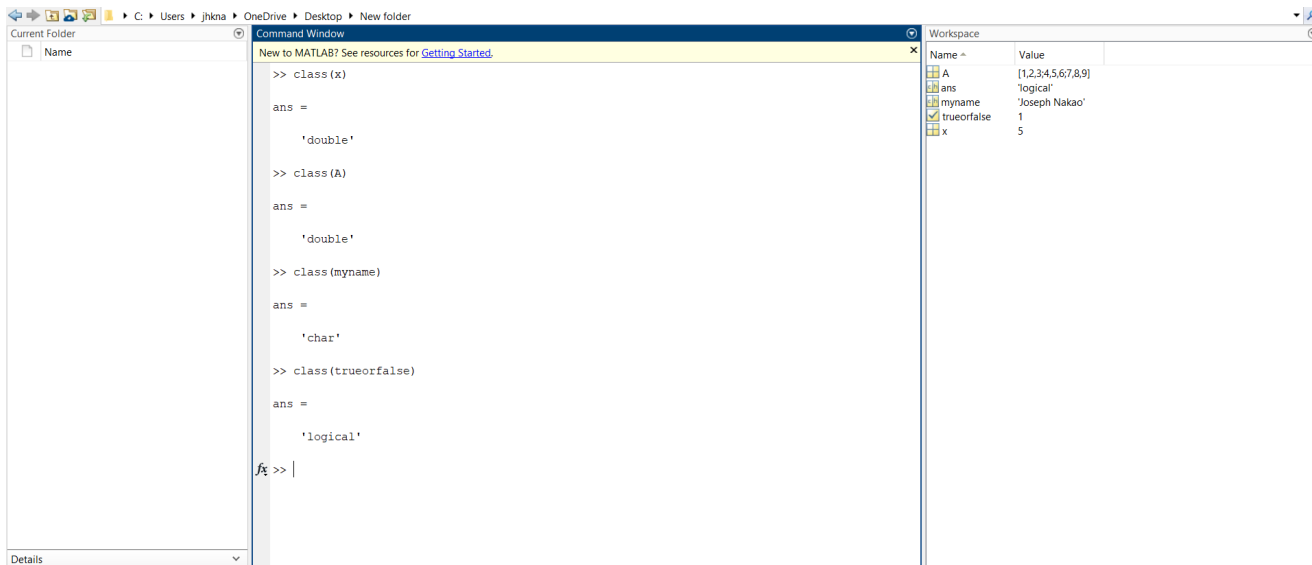 C: Users jhkna OneDrive Desktop New folder
Current Folder
Name
Details
Command Window
New to MATLAB? See resources for Getting Started.
>> class(x)
ans =
'double'
>> class(A)
ans =
'double'
>> class(myname)
ans =
'char'
>> class(trueorfalse)
ans =
'logical'
fx >>
Workspace
Name Value
A [1,2,3;4,5,6;7,8,9]
ans 'logical'
myname 'Joseph Nakao'
trueorfalse 1
x 5